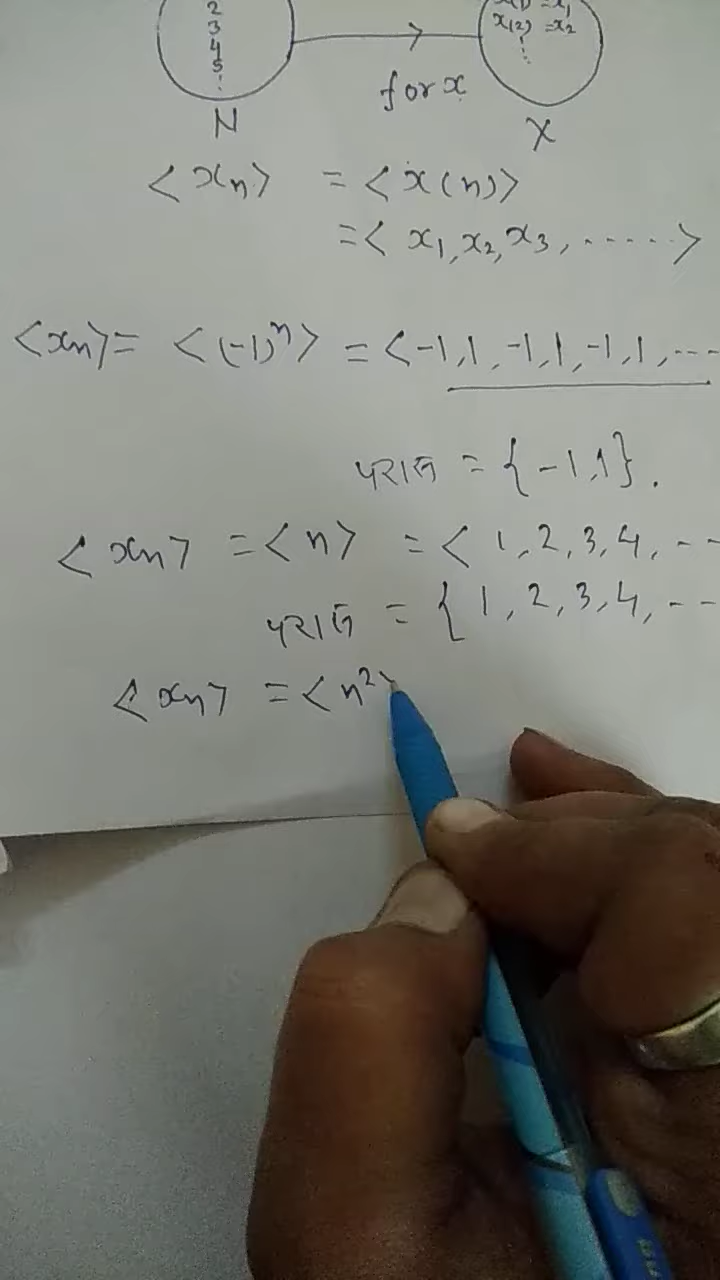 2
3
4
5
⋮
x(1) = x₁
x(2) = x₂
⋮
N
for x
X
<xₙ> = <x(n)>
= < x₁, x₂, x₃, ......>
<xₙ> = <(-1)ⁿ> = <-1, 1, -1, 1, -1, 1, ---
परास = {-1, 1}.
<xₙ> = <n> = < 1, 2, 3, 4, --
परास = { 1, 2, 3, 4, --
<xₙ> = <n²>